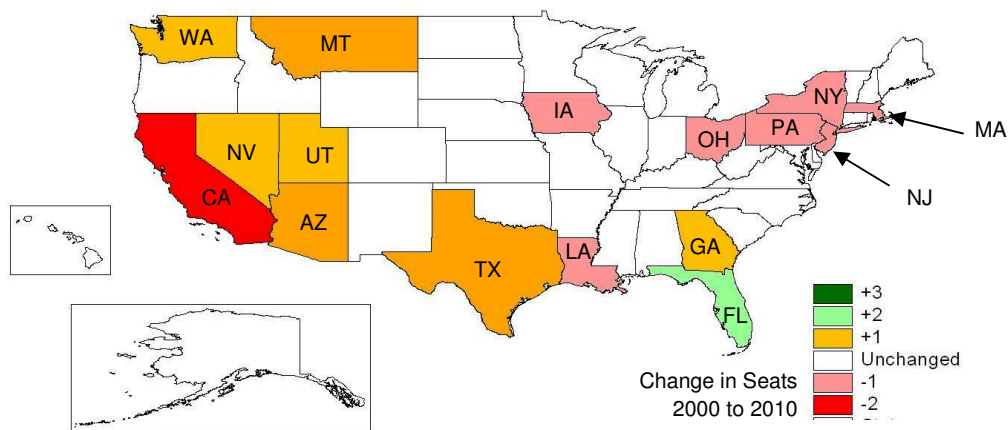 WA
MT
NY
IA
PA
MA
OH
NV
UT
NJ
CA
AZ
LA
GA
TX
FL
+3
+2
+1
Unchanged
-1
-2
Change in Seats
2000 to 2010